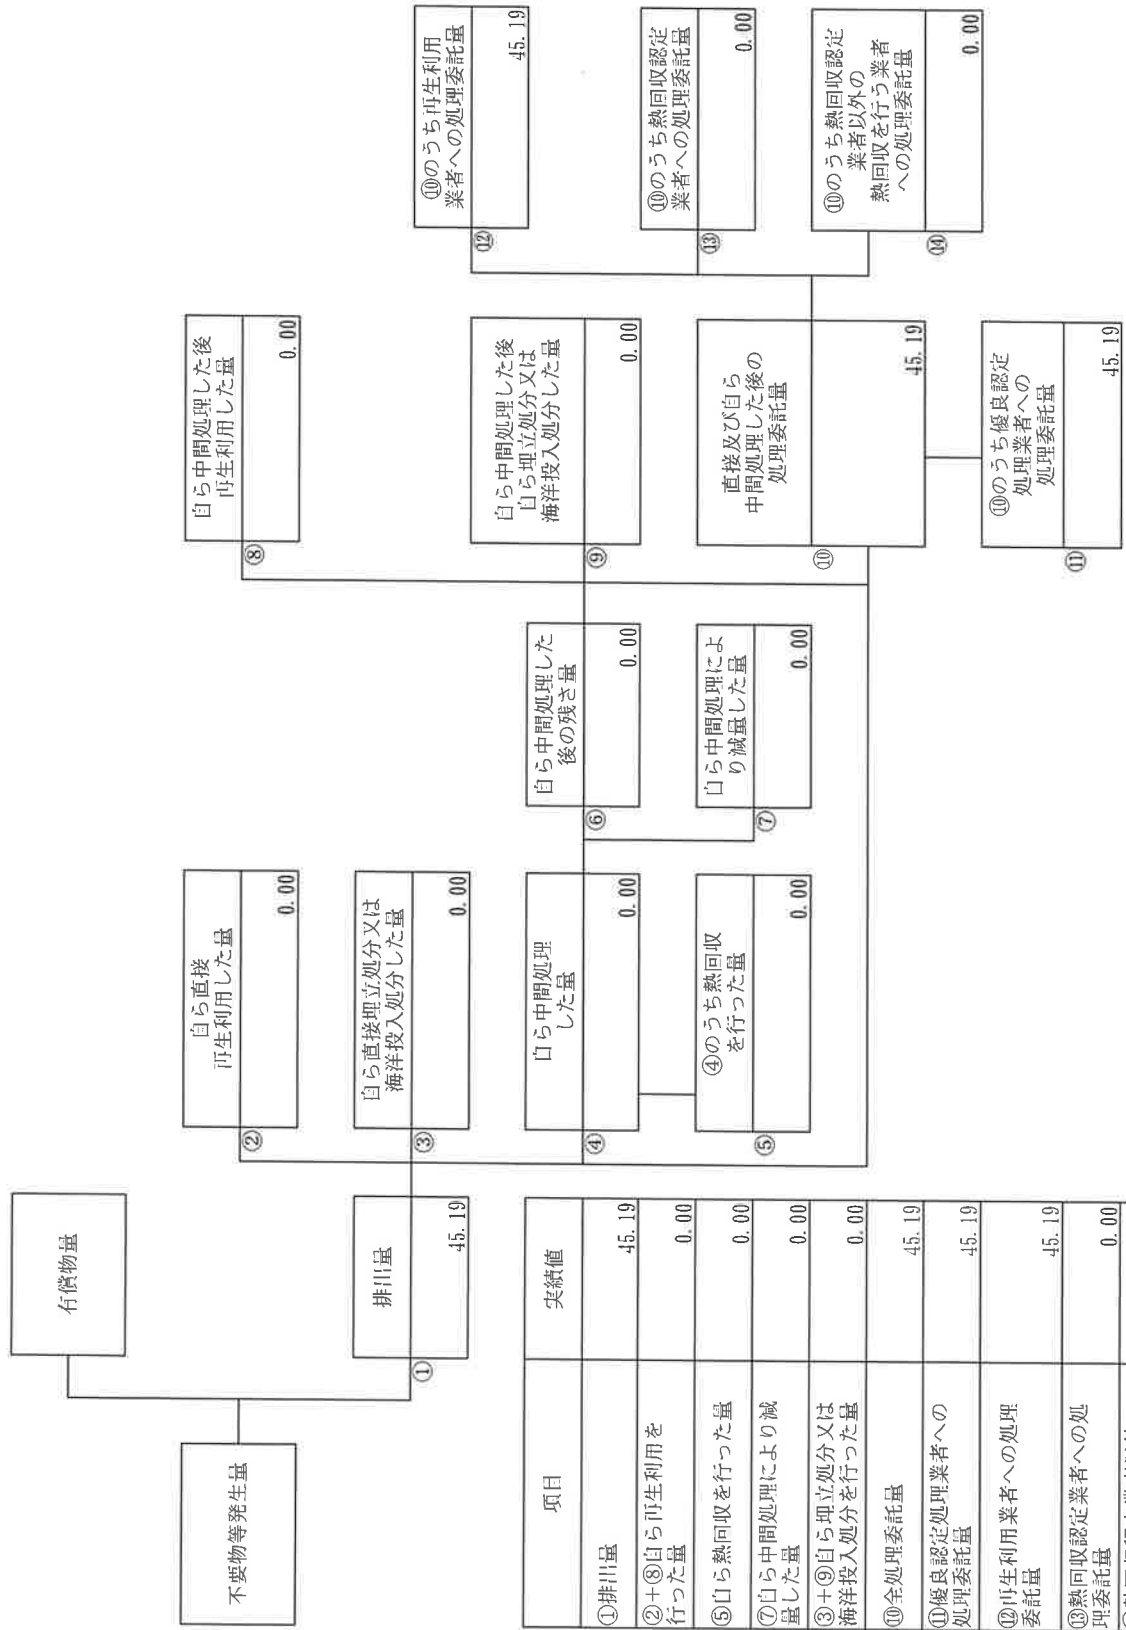 有償物量
不要物等発生量
排出量
①
45.19
自ら直接
再生利用した量
②
0.00
自ら直接埋立処分又は
海洋投入処分した量
③
0.00
自ら中間処理
した量
④
0.00
④のうち熱回収
を行った量
⑤
0.00
自ら中間処理した
後の残さ量
⑥
0.00
自ら中間処理によ
り減量した量
⑦
0.00
自ら中間処理した後
再生利用した量
⑧
0.00
自ら中間処理した後
自ら埋立処分又は
海洋投入処分した量
⑨
0.00
直接及び自ら
中間処理した後の
処理委託量
⑩
45.19
⑩のうち優良認定
処理業者への
処理委託量
⑪
45.19
⑩のうち再生利用
業者への処理委託量
⑫
45.19
⑩のうち熱回収認定
業者への処理委託量
⑬
0.00
⑩のうち熱回収認定
業者以外の
熱回収を行う業者
への処理委託量
⑭
0.00
項目
実績値
①排出量
45.19
②+⑧自ら再生利用を
行った量
0.00
⑤自ら熱回収を行った量
0.00
⑦自ら中間処理により減
量した量
0.00
③+⑨自ら埋立処分又は
海洋投入処分を行った量
0.00
⑩全処理委託量
45.19
⑪優良認定処理業者への
処理委託量
45.19
⑫再生利用業者への処理
委託量
45.19
⑬熱回収認定業者への処
理委託量
0.00